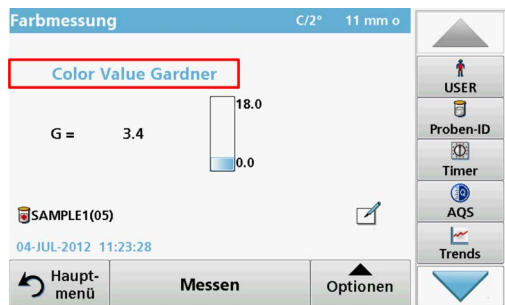 Farbmessung C/2° 11 mm o
Color Value Gardner
18.0
G = 3.4
0.0
SAMPLE1(05)
04-JUL-2012 11:23:28
Haupt-
menü
Messen
Optionen
USER
Proben-ID
Timer
AQS
Trends